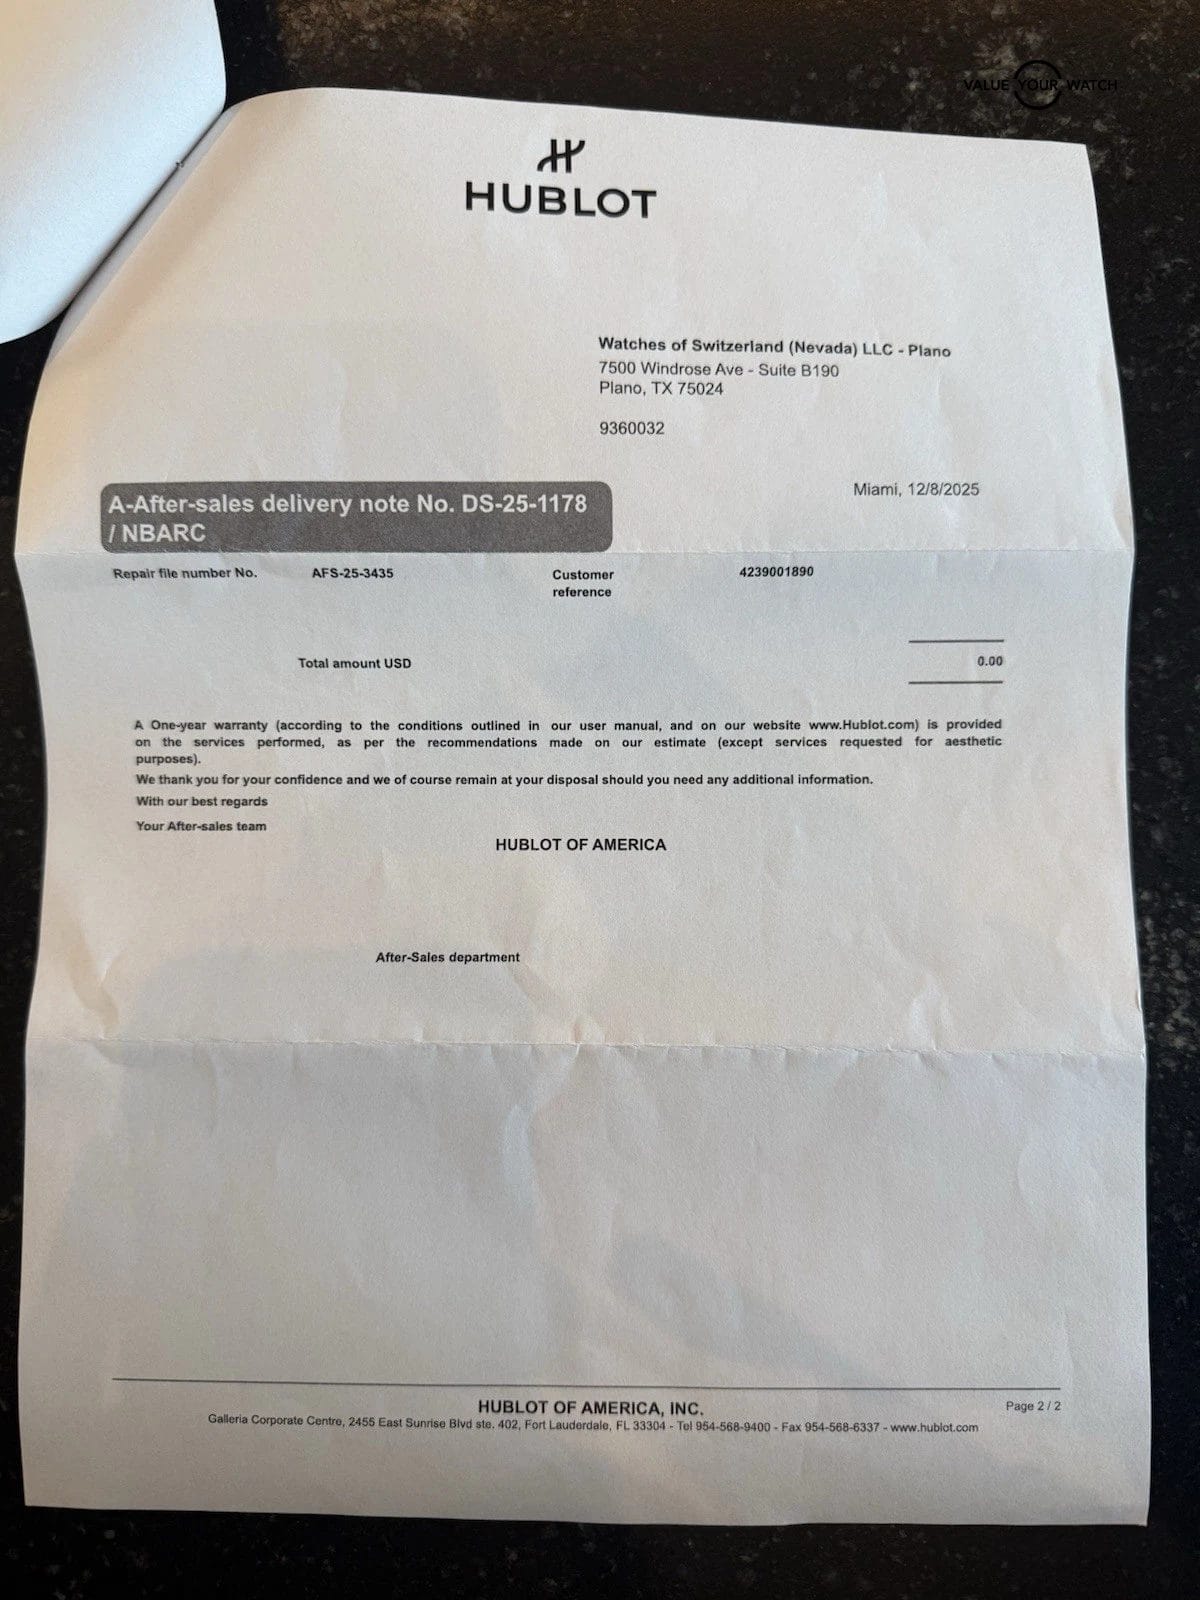 VALUE YOUR WATCH
HUBLOT
Watches of Switzerland (Nevada) LLC - Plano
7500 Windrose Ave - Suite B190
Plano, TX 75024
9360032
Miami, 12/8/2025
A-After-sales delivery note No. DS-25-1178
/ NBARC
Repair file number No. AFS-25-3435 Customer 4239001890
reference
Total amount USD 0.00
A One-year warranty (according to the conditions outlined in our user manual, and on our website www.Hublot.com) is provided
on the services performed, as per the recommendations made on our estimate (except services requested for aesthetic
purposes).
We thank you for your confidence and we of course remain at your disposal should you need any additional information.
With our best regards
Your After-sales team
HUBLOT OF AMERICA
After-Sales department
HUBLOT OF AMERICA, INC.
Page 2 / 2
Galleria Corporate Centre, 2455 East Sunrise Blvd ste. 402, Fort Lauderdale, FL 33304 - Tel 954-568-9400 - Fax 954-568-6337 - www.hublot.com